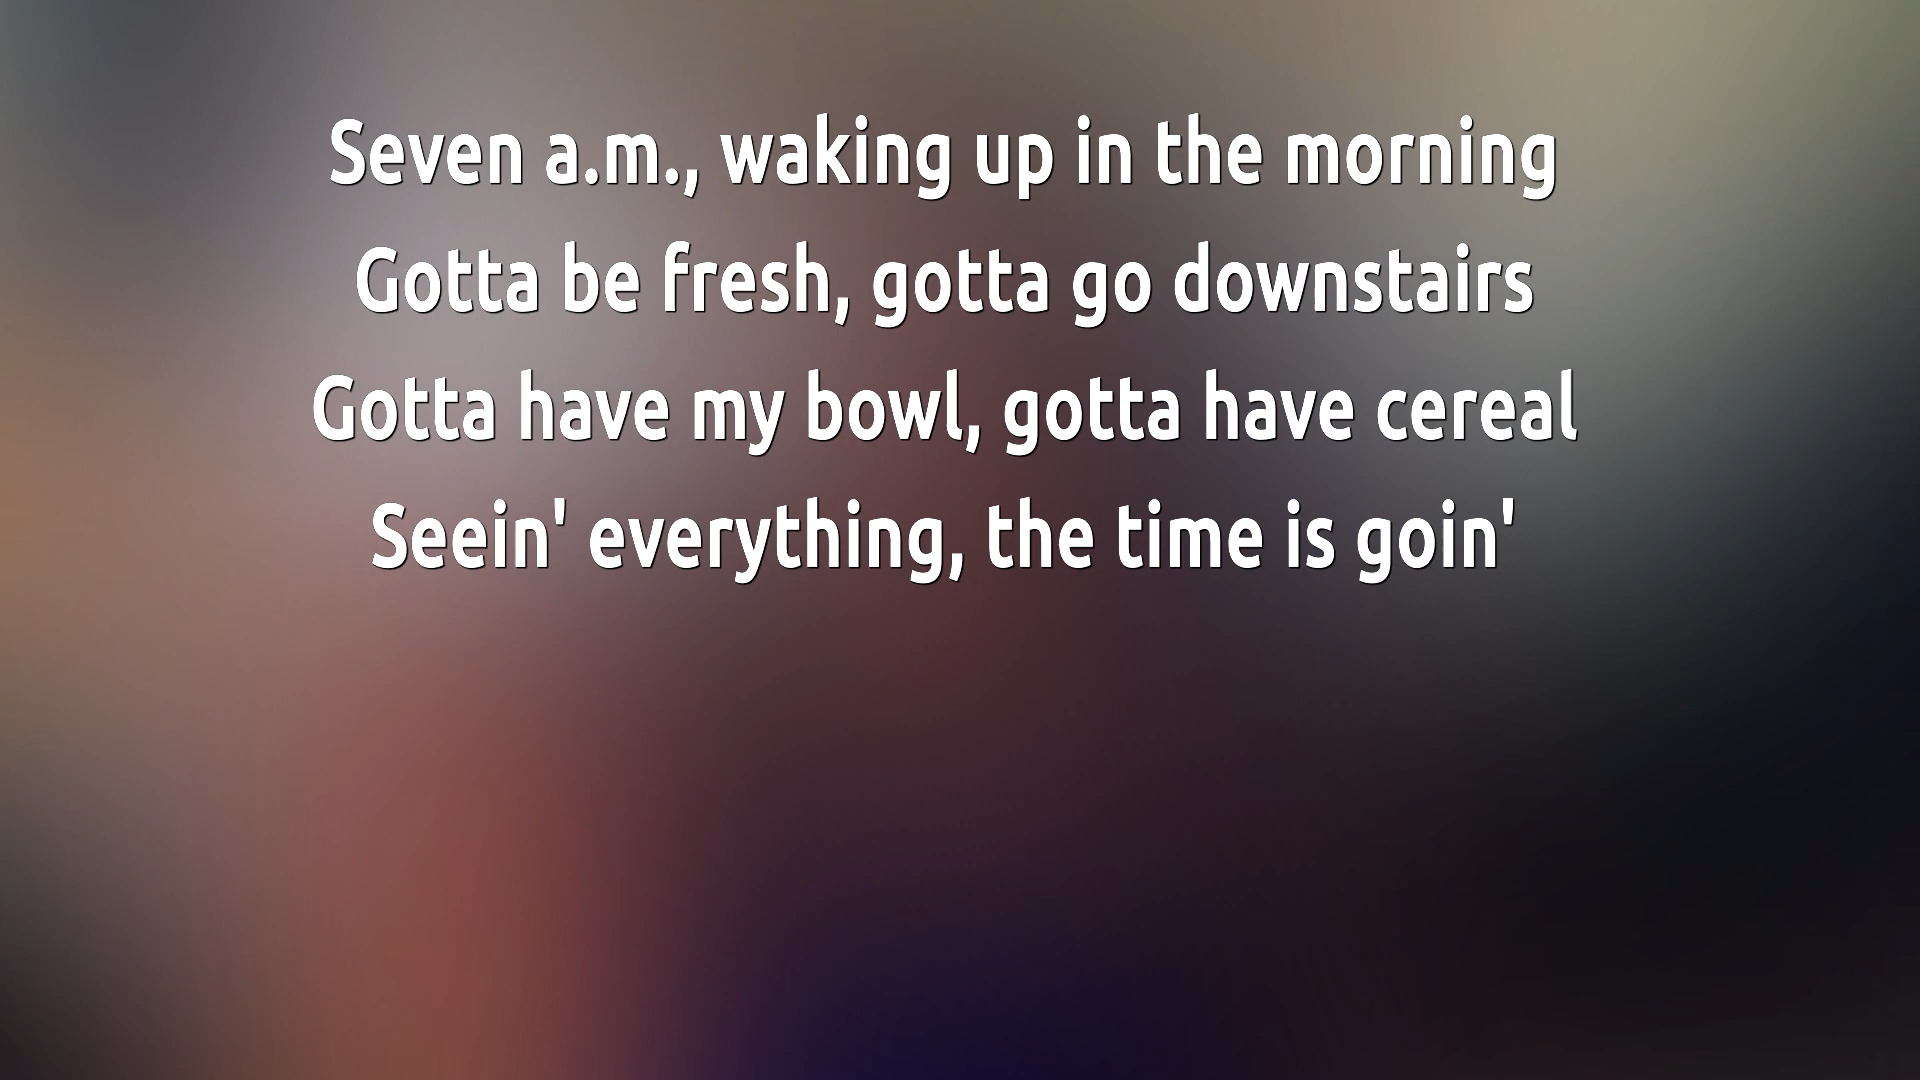 Seven a.m., waking up in the morning
Gotta be fresh, gotta go downstairs
Gotta have my bowl, gotta have cereal
Seein' everything, the time is goin'